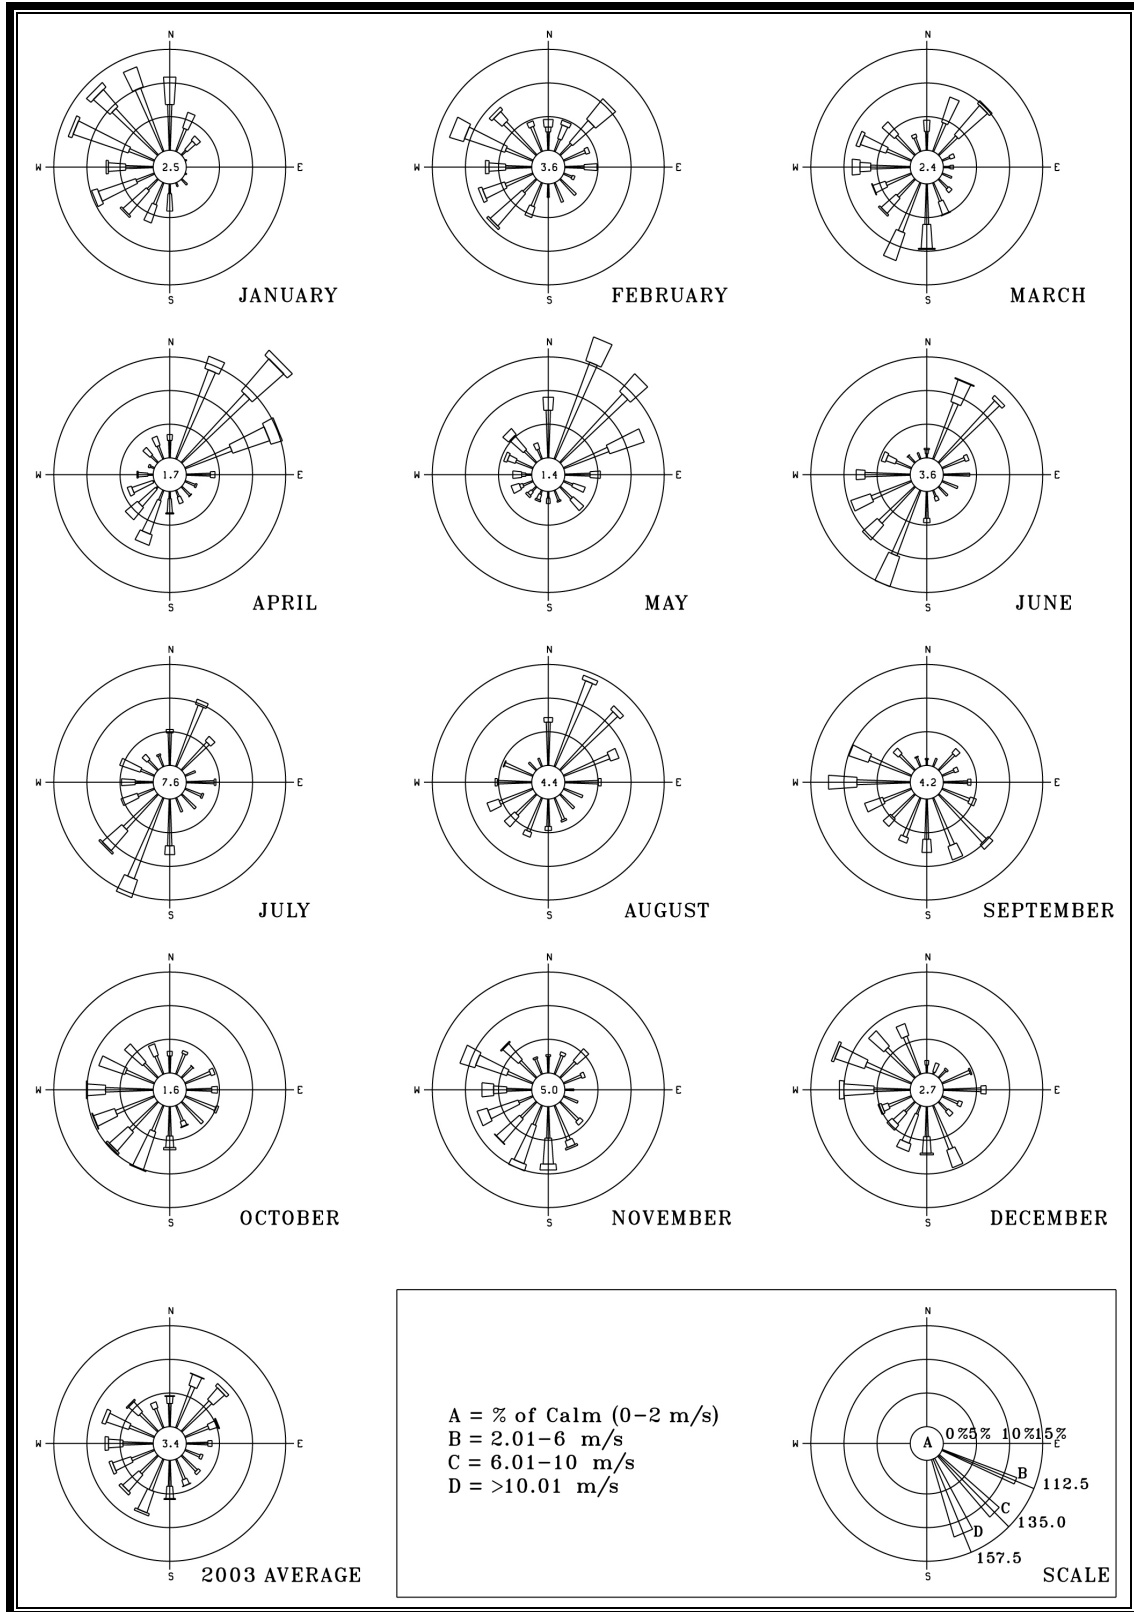 N N N
W 2.5 E W 3.6 E W 2.4 E
S S S
JANUARY FEBRUARY MARCH
N N N
W 1.7 E W 1.4 E W 3.6 E
S S S
APRIL MAY JUNE
N N N
W 7.6 E W 4.4 E W 4.2 E
S S S
JULY AUGUST SEPTEMBER
N N N
W 1.6 E W 5.0 E W 2.7 E
S S S
OCTOBER NOVEMBER DECEMBER
N
W 3.4 E
S
2003 AVERAGE
A = % of Calm (0-2 m/s)
B = 2.01-6 m/s
C = 6.01-10 m/s
D = >10.01 m/s
N
0%5% 10%15%
W A E
B
112.5
C
135.0
D
157.5
S
SCALE